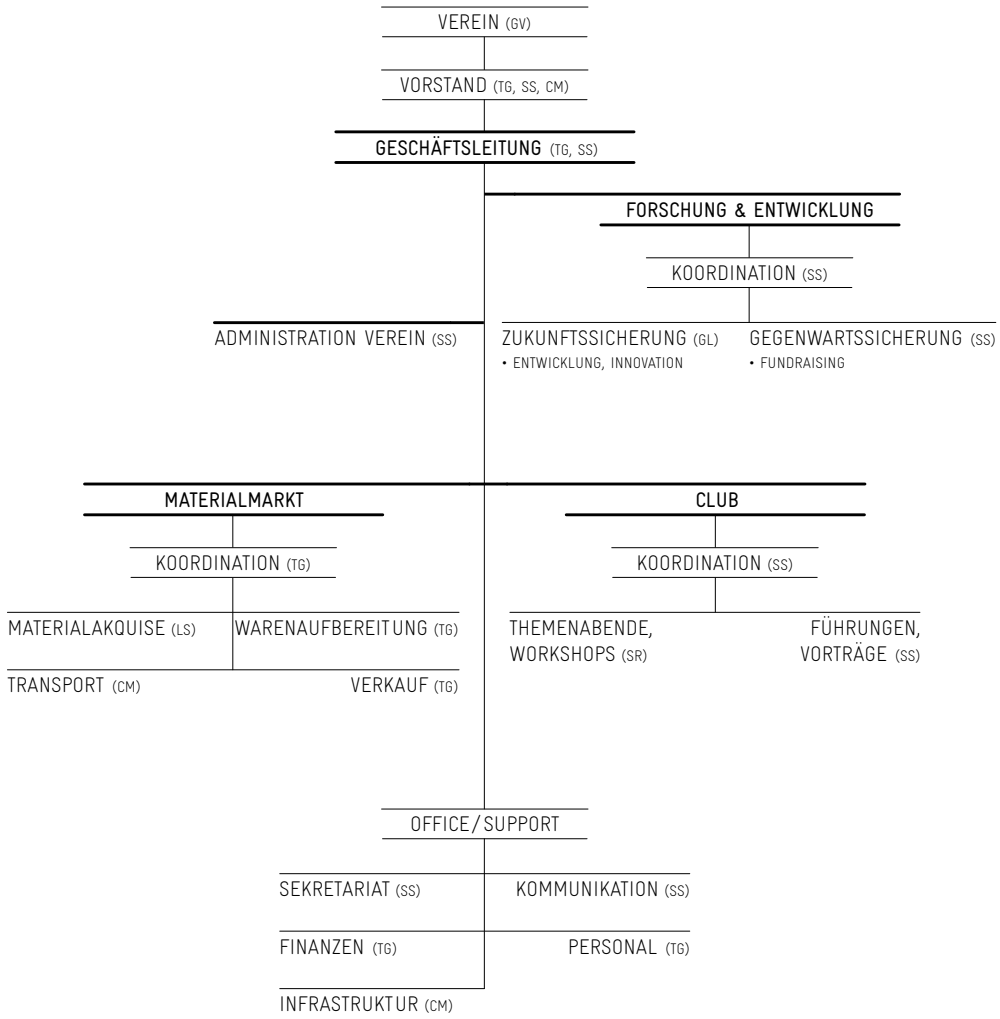 VEREIN (GV)
VORSTAND (TG, SS, CM)
GESCHÄFTSLEITUNG (TG, SS)
FORSCHUNG & ENTWICKLUNG
KOORDINATION (SS)
ADMINISTRATION VEREIN (SS)
ZUKUNFTSSICHERUNG (GL)
• ENTWICKLUNG, INNOVATION
GEGENWARTSSICHERUNG (SS)
• FUNDRAISING
MATERIALMARKT
KOORDINATION (TG)
MATERIALAKQUISE (LS)
WARENAUFBEREITUNG (TG)
TRANSPORT (CM)
VERKAUF (TG)
CLUB
KOORDINATION (SS)
THEMENABENDE,
WORKSHOPS (SR)
FÜHRUNGEN,
VORTRÄGE (SS)
OFFICE/SUPPORT
SEKRETARIAT (SS)
KOMMUNIKATION (SS)
FINANZEN (TG)
PERSONAL (TG)
INFRASTRUKTUR (CM)